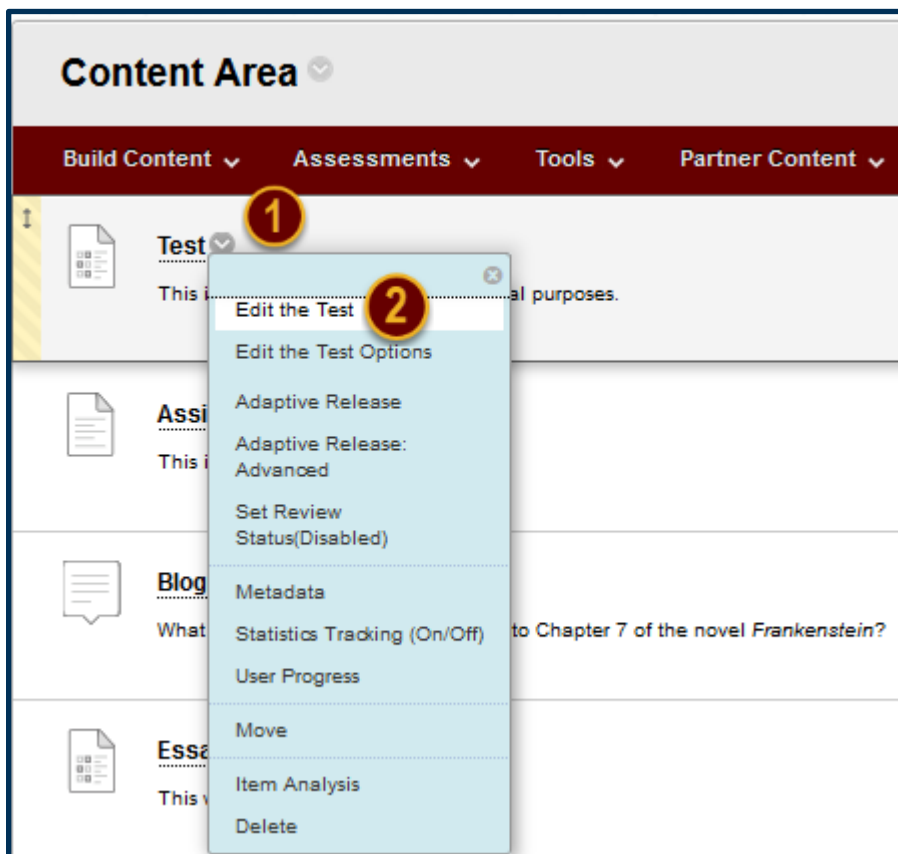 Content Area
Build Content Assessments Tools Partner Content
1
Test
This i al purposes.
2
Edit the Test
Edit the Test Options
Adaptive Release
Adaptive Release:
Advanced
Set Review
Status(Disabled)
Metadata
Statistics Tracking (On/Off)
User Progress
Move
Item Analysis
Delete
Assi
This i
Blog
What to Chapter 7 of the novel Frankenstein?
Essa
This